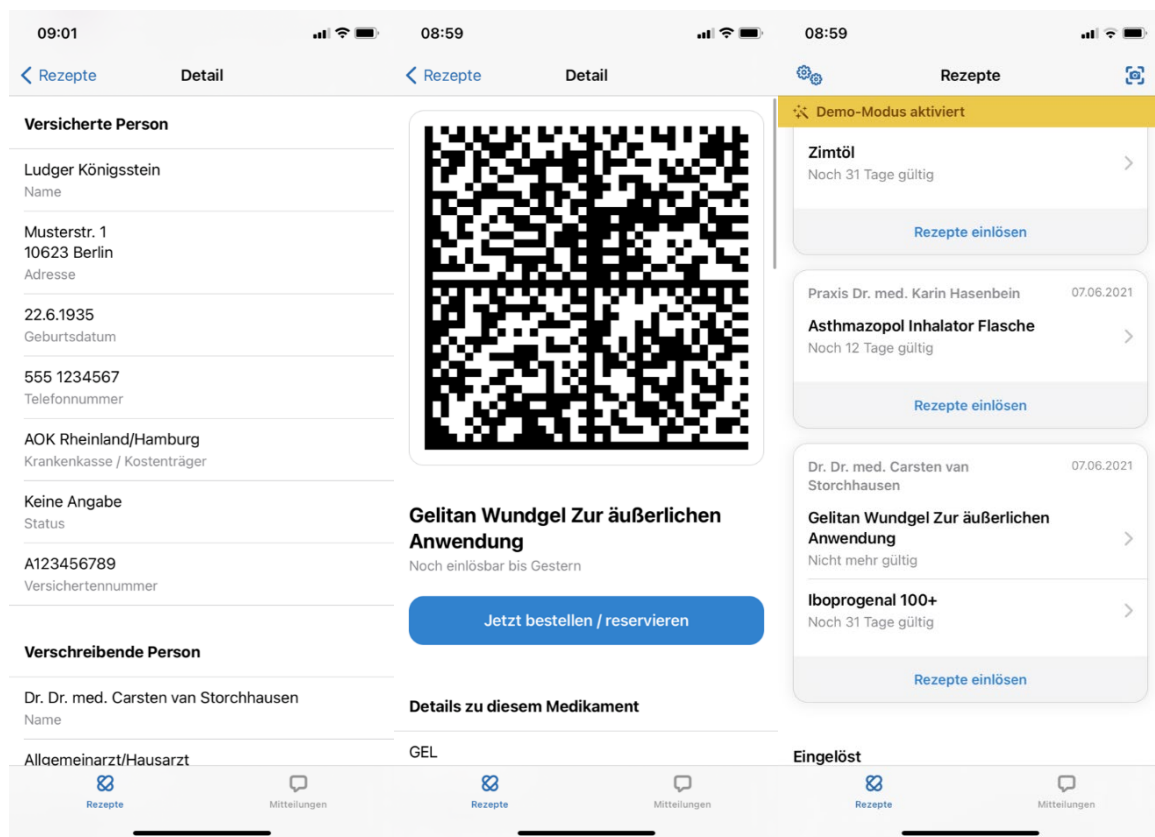 09:01
Rezepte
Detail
Versicherte Person
Ludger Königsstein
Name
Musterstr. 1
10623 Berlin
Adresse
22.6.1935
Geburtsdatum
555 1234567
Telefonnummer
AOK Rheinland/Hamburg
Krankenkasse / Kostenträger
Keine Angabe
Status
A123456789
Versichertennummer
Verschreibende Person
Dr. Dr. med. Carsten van Storchhausen
Name
Allgemeinarzt/Hausarzt
Rezepte
Mitteilungen
08:59
Rezepte
Detail
Gelitan Wundgel Zur äußerlichen
Anwendung
Noch einlösbar bis Gestern
Jetzt bestellen / reservieren
Details zu diesem Medikament
GEL
Rezepte
Mitteilungen
08:59
Rezepte
Demo-Modus aktiviert
Zimtöl
Noch 31 Tage gültig
Rezepte einlösen
Praxis Dr. med. Karin Hasenbein
07.06.2021
Asthmazopol Inhalator Flasche
Noch 12 Tage gültig
Rezepte einlösen
Dr. Dr. med. Carsten van
Storchhausen
07.06.2021
Gelitan Wundgel Zur äußerlichen
Anwendung
Nicht mehr gültig
Iboprogenal 100+
Noch 31 Tage gültig
Rezepte einlösen
Eingelöst
Rezepte
Mitteilungen